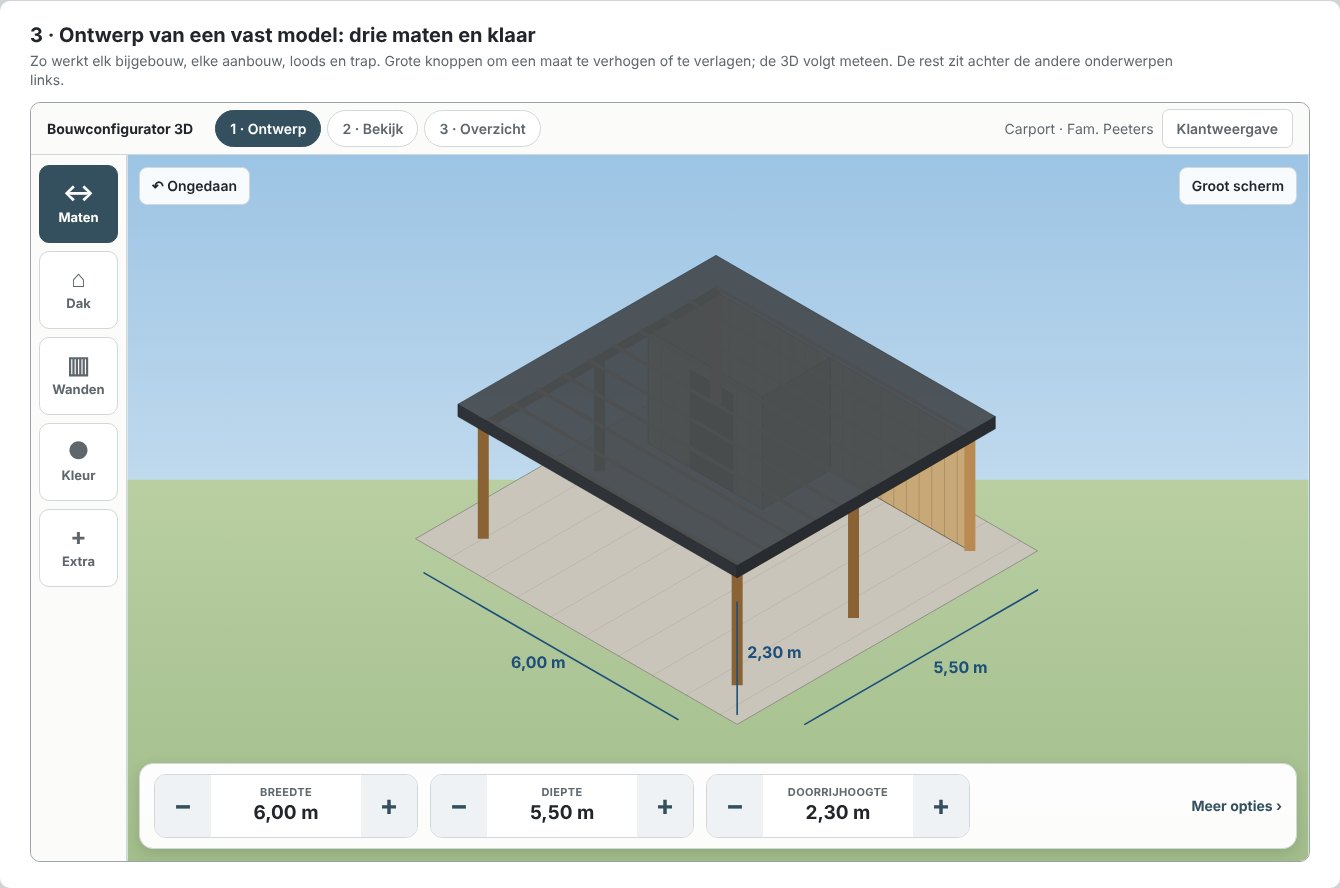 3 · Ontwerp van een vast model: drie maten en klaar
Zo werkt elk bijgebouw, elke aanbouw, loods en trap. Grote knoppen om een maat te verhogen of te verlagen; de 3D volgt meteen. De rest zit achter de andere onderwerpen
links.
Bouwconfigurator 3D
1 · Ontwerp
2 · Bekijk
3 · Overzicht
Carport · Fam. Peeters
Klantweergave
Maten
Dak
Wanden
Kleur
+
Extra
↶ Ongedaan
Groot scherm
2,30 m
6,00 m
5,50 m
− BREEDTE +
6,00 m
− DIEPTE +
5,50 m
− DOORRIJHOOGTE +
2,30 m
Meer opties ›